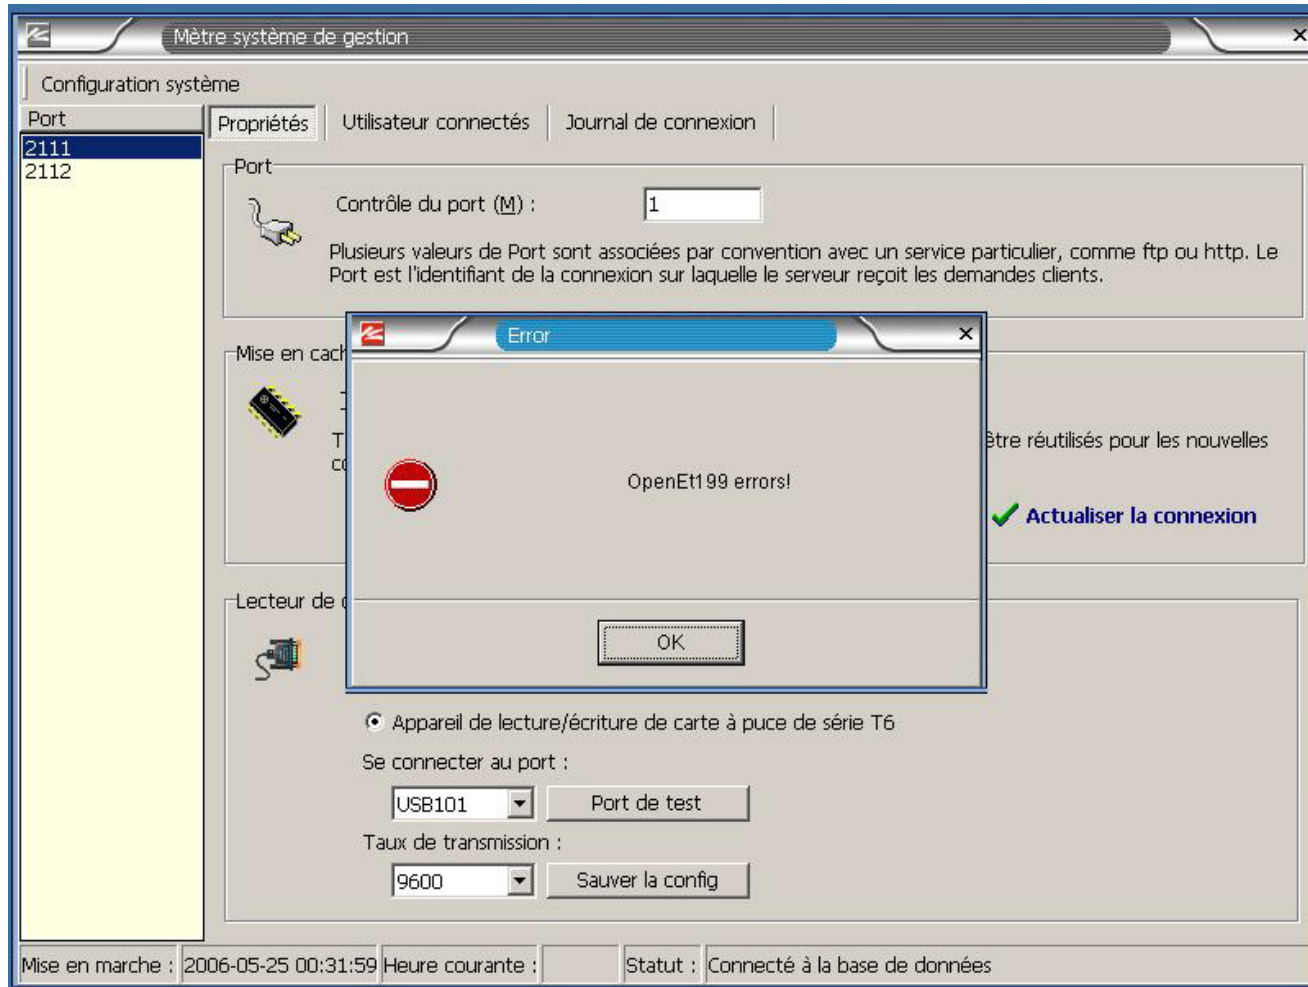 Mètre système de gestion
Configuration système
Port
2111
2112
Propriétés Utilisateur connectés Journal de connexion
Port
Contrôle du port (M) :
1
Plusieurs valeurs de Port sont associées par convention avec un service particulier, comme ftp ou http. Le
Port est l'identifiant de la connexion sur laquelle le serveur reçoit les demandes clients.
Error
Mise en
être réutilisés pour les nouvelles
OpenEt199 errors!
Actualiser la connexion
Lecteur de
OK
Appareil de lecture/écriture de carte à puce de série T6
Se connecter au port :
USB101 Port de test
Taux de transmission :
9600 Sauver la config
Mise en marche : 2006-05-25 00:31:59 Heure courante : Statut : Connecté à la base de données